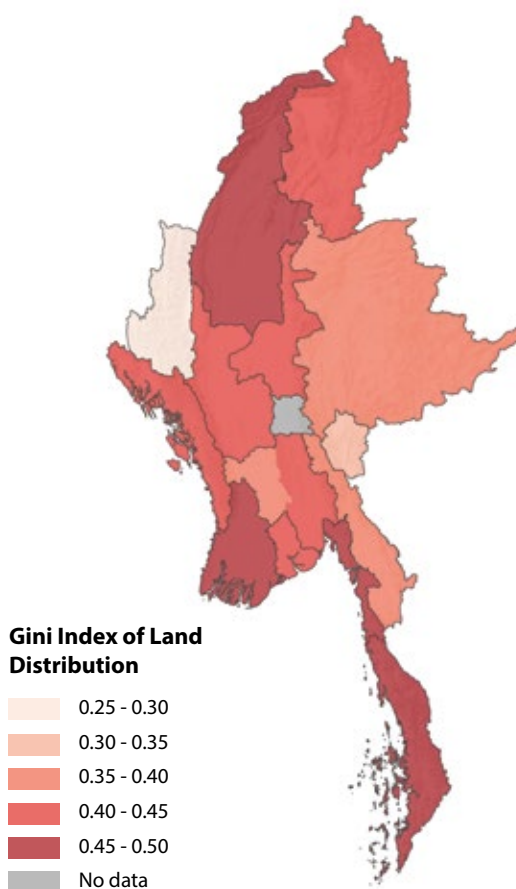 Gini Index of Land
Distribution
0.25 - 0.30
0.30 - 0.35
0.35 - 0.40
0.40 - 0.45
0.45 - 0.50
No data